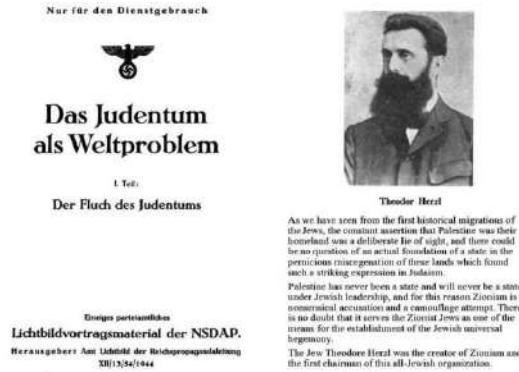 Nur für den Dienstgebrauch
Das Judentum
als Weltproblem
I. Teil:
Der Fluch des Judentums
Einziges parteiamtliches
Lichtbildvortragsmaterial der NSDAP.
Herausgeber: Amt Lichtbild der Reichspropagandaleitung
XII/13/54/1944
Theodor Herzl
As we have seen from the first historical migrations of
the Jews, the constant assertion that Palestine was their
homeland was a deliberate lie of sight, and there could
be no question of an actual foundation of a state in the
pernicious miscegenation of these lands which found
such a striking expression in Judaism.
Palestine has never been a state and will never be a state
under Jewish leadership, and for this reason Zionism is
nonsensical accusation and a camouflage attempt. There
is no doubt that it serves the Zionist Jews as one of the
means for the establishment of the Jewish universal
hegemony.
The Jew Theodore Herzl was the creator of Zionism and
the first chairman of this all-Jewish organization.